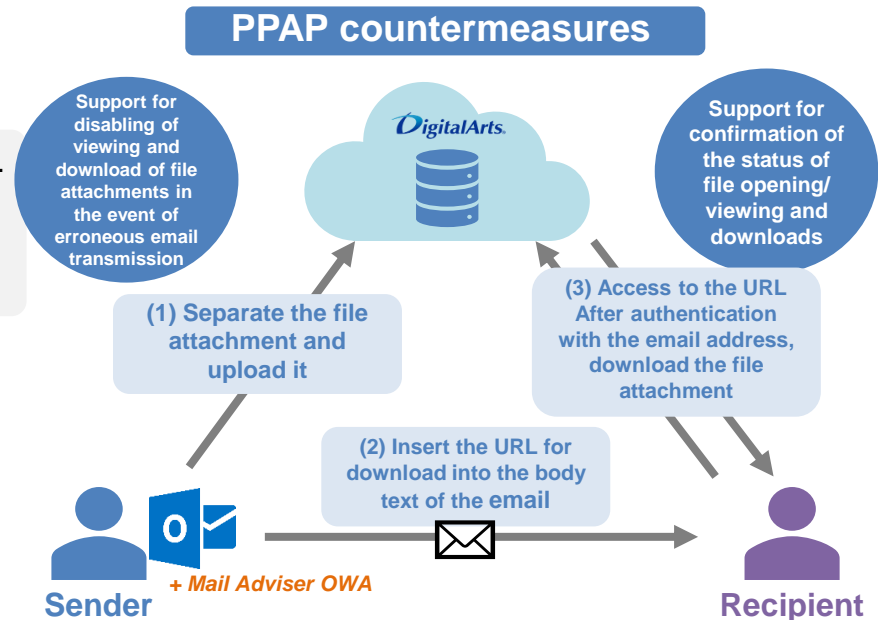 PPAP countermeasures
Support for
disabling of
viewing and
download of file
attachments in
the event of
erroneous email
transmission
DigitalArts.
Support for
confirmation of
the status of
file opening/
viewing and
downloads
(1) Separate the file
attachment and
upload it
(3) Access to the URL
After authentication
with the email address,
download the file
attachment
(2) Insert the URL for
download into the body
text of the email
O
+ Mail Adviser OWA
Sender
Recipient